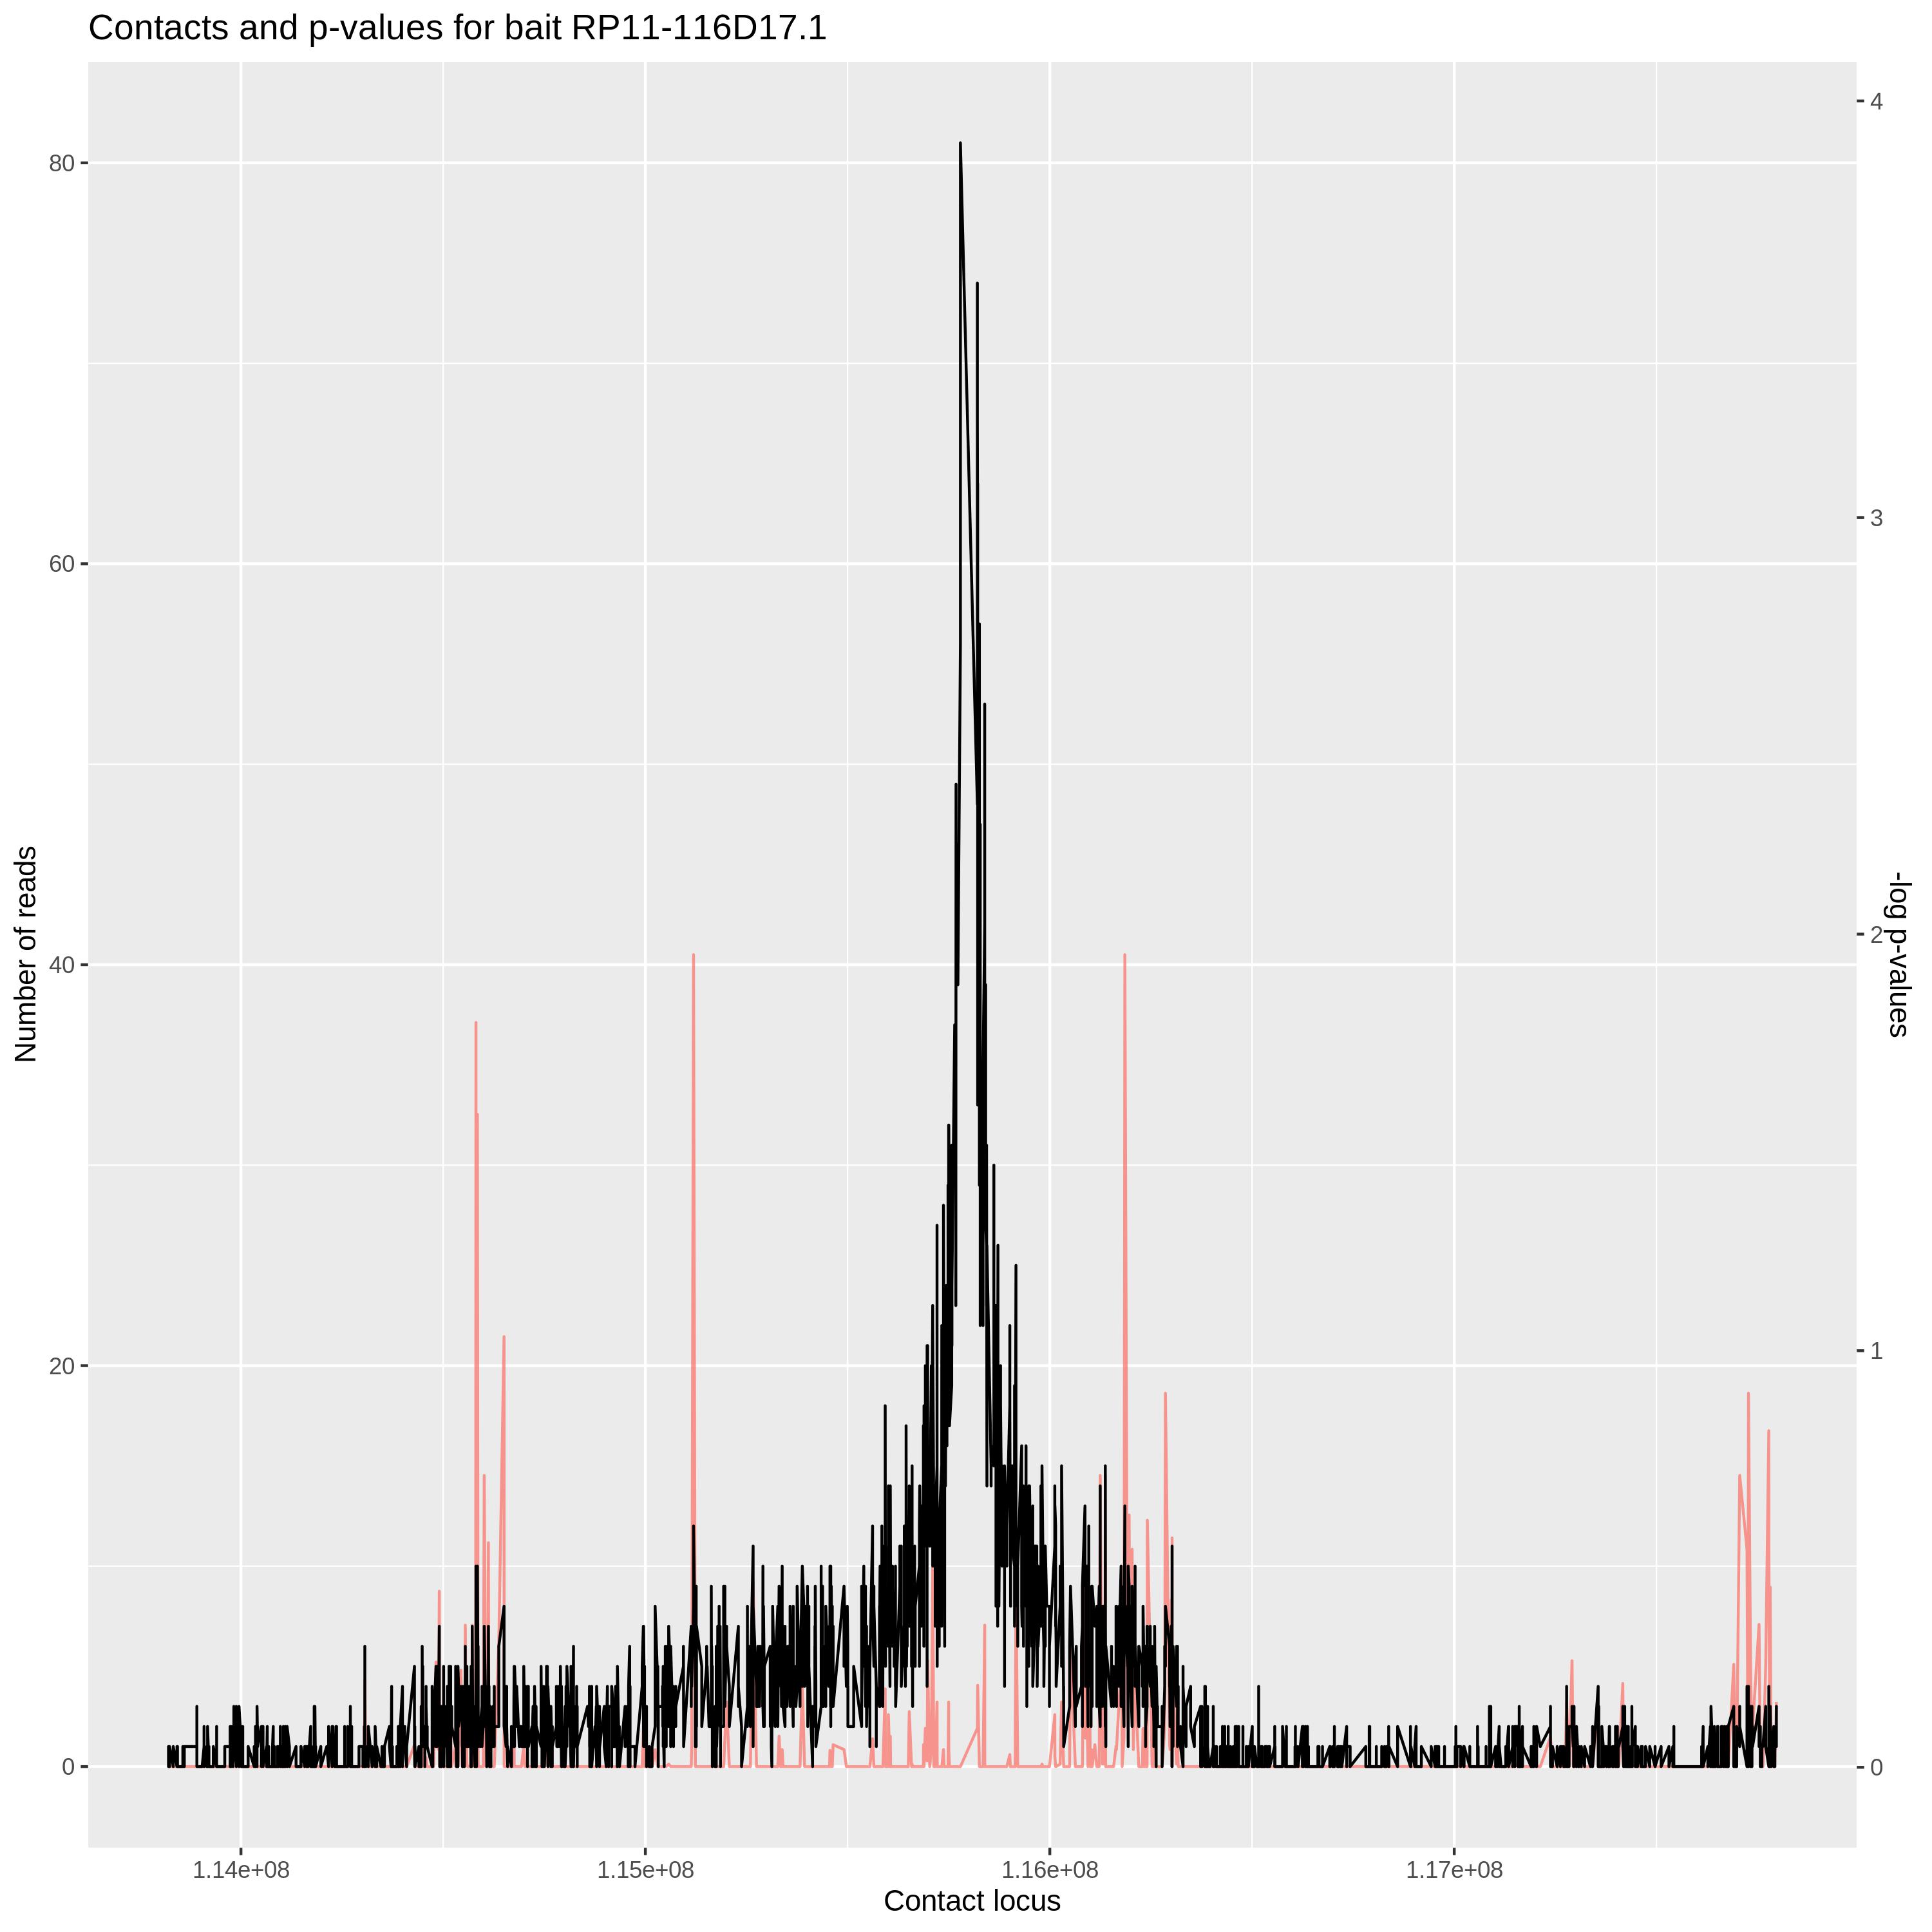 Contacts and p-values for bait RP11-116D17.1
80
60
40
20
0
4
3
2
1
0
Number of reads
-log p-values
1.14e+08
1.15e+08
1.16e+08
1.17e+08
Contact locus